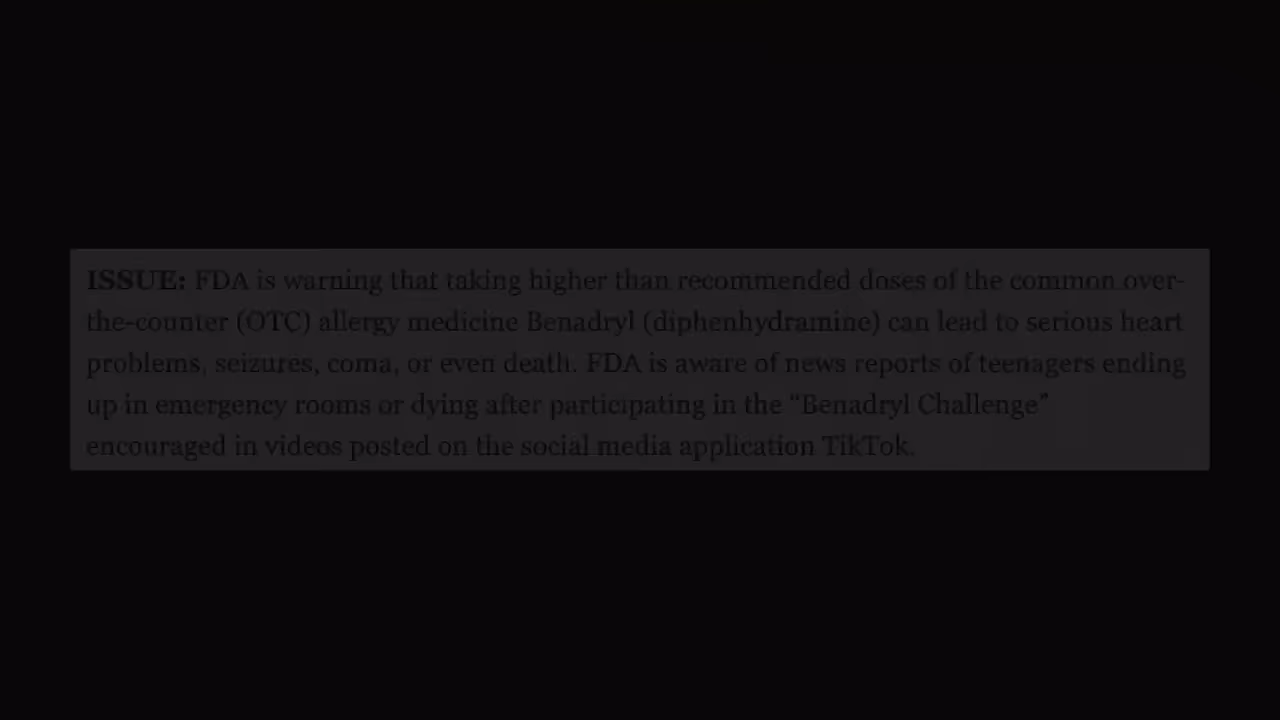 ISSUE: FDA is warning that taking higher than recommended doses of the common over-
the-counter (OTC) allergy medicine Benadryl (diphenhydramine) can lead to serious heart
problems, seizures, coma, or even death. FDA is aware of news reports of teenagers ending
up in emergency rooms or dying after participating in the “Benadryl Challenge”
encouraged in videos posted on the social media application TikTok.